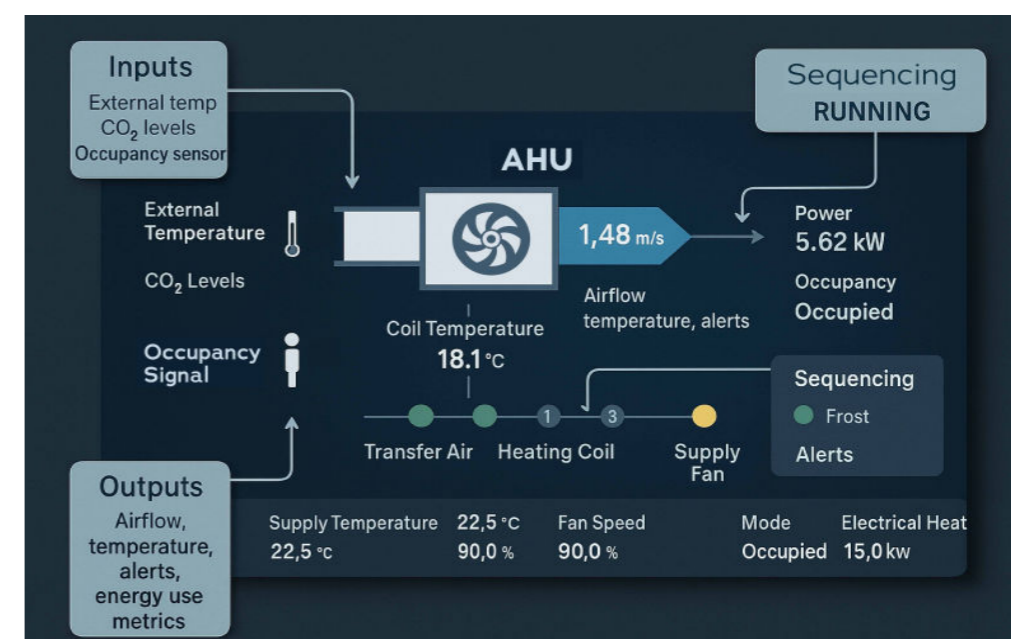 Inputs
External temp
CO₂ levels
Occupancy sensor
Sequencing
RUNNING
AHU
External
Temperature
CO₂ Levels
Occupancy
Signal
1,48 m/s
Airflow
temperature, alerts
Power
5.62 kW
Occupancy
Occupied
Coil Temperature
18.1 °C
1
3
Transfer Air
Heating Coil
Supply
Fan
Sequencing
Frost
Alerts
Outputs
Airflow,
temperature,
alerts,
energy use
metrics
Supply Temperature 22,5 °C Fan Speed Mode Electrical Heat
22,5 °C 90,0 % 90,0 % Occupied 15,0 kw